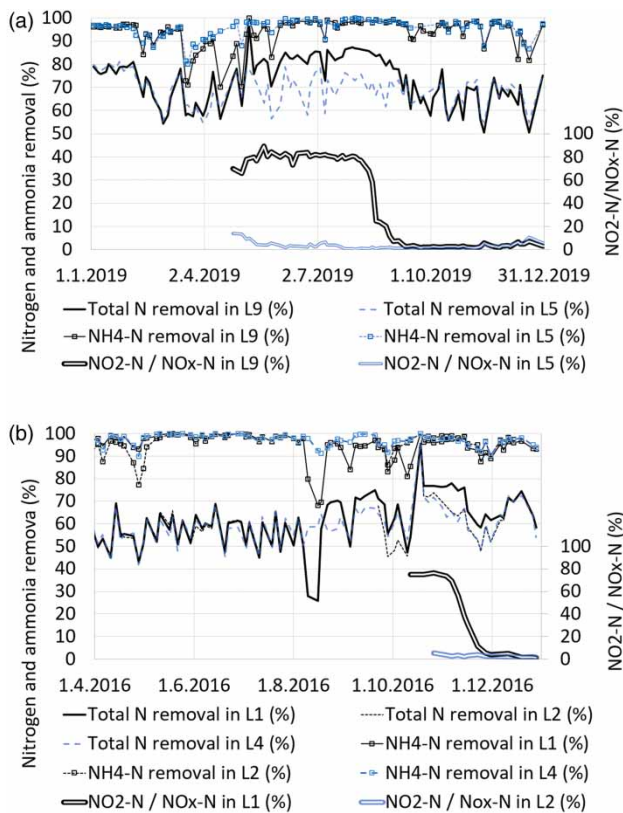 (a)
Nitrogen and ammonia removal (%)
100
90
80
70
60
50
40
30
20
10
0
100
80
60
40
20
0
NO2-N/NOx-N (%)
1.1.2019 2.4.2019 2.7.2019 1.10.2019 31.12.2019
Total N removal in L9 (%) Total N removal in L5 (%)
NH4-N removal in L9 (%) NH4-N removal in L5 (%)
NO2-N / NOx-N in L9 (%) NO2-N / NOx-N in L5 (%)
(b)
Nitrogen and ammonia remova (%)
100
90
80
70
60
50
40
30
20
10
0
100
80
60
40
20
0
NO2-N / NOx-N (%)
1.4.2016 1.6.2016 1.8.2016 1.10.2016 1.12.2016
Total N removal in L1 (%) Total N removal in L2 (%)
Total N removal in L4 (%) NH4-N removal in L1 (%)
NH4-N removal in L2 (%) NH4-N removal in L4 (%)
NO2-N / NOx-N in L1 (%) NO2-N / Nox-N in L2 (%)